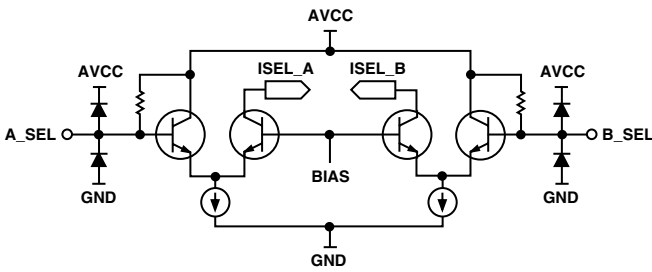 AVCC
ISEL_A ISEL_B
AVCC AVCC
A_SEL B_SEL
BIAS
GND GND
GND